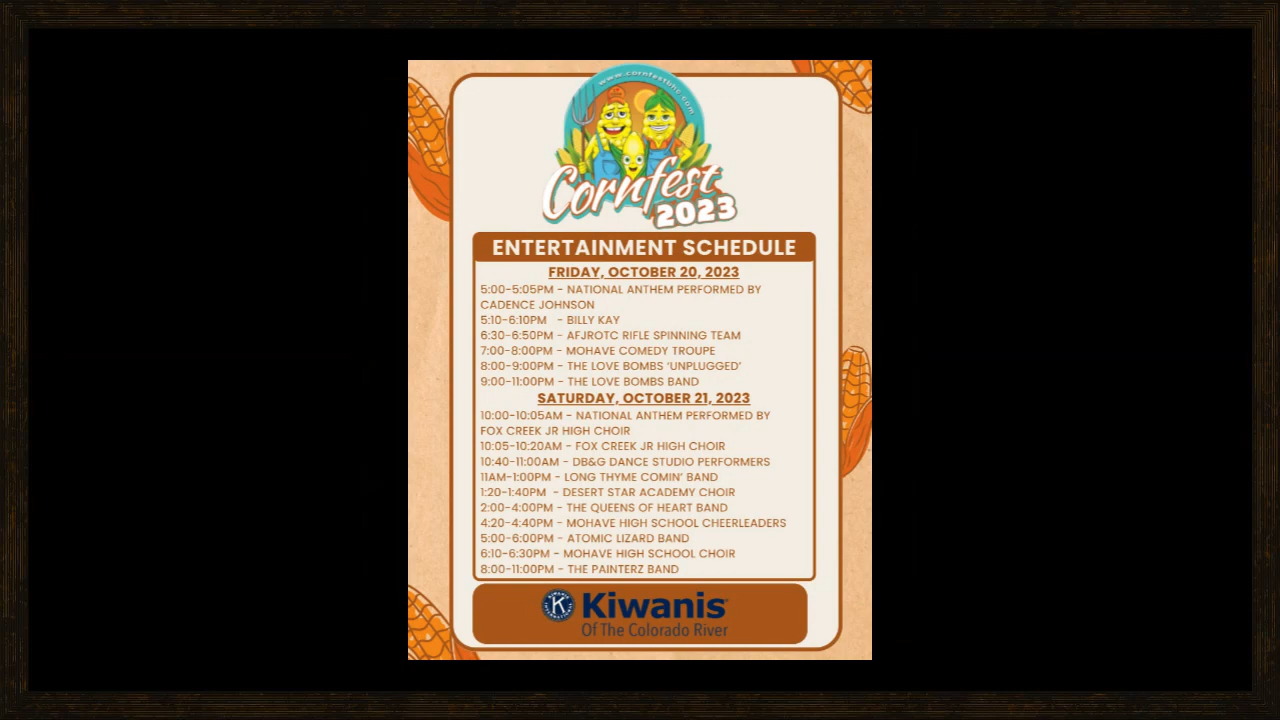 www.cornfestbhc.com
Cornfest
2023
ENTERTAINMENT SCHEDULE
FRIDAY, OCTOBER 20, 2023
5:00-5:05PM - NATIONAL ANTHEM PERFORMED BY
CADENCE JOHNSON
5:10-6:10PM - BILLY KAY
6:30-6:50PM - AFJROTC RIFLE SPINNING TEAM
7:00-8:00PM - MOHAVE COMEDY TROUPE
8:00-9:00PM - THE LOVE BOMBS 'UNPLUGGED'
9:00-11:00PM - THE LOVE BOMBS BAND
SATURDAY, OCTOBER 21, 2023
10:00-10:05AM - NATIONAL ANTHEM PERFORMED BY
FOX CREEK JR HIGH CHOIR
10:05-10:20AM - FOX CREEK JR HIGH CHOIR
10:40-11:00AM - DB&G DANCE STUDIO PERFORMERS
11AM-1:00PM - LONG THYME COMIN' BAND
1:20-1:40PM - DESERT STAR ACADEMY CHOIR
2:00-4:00PM - THE QUEENS OF HEART BAND
4:20-4:40PM - MOHAVE HIGH SCHOOL CHEERLEADERS
5:00-6:00PM - ATOMIC LIZARD BAND
6:10-6:30PM - MOHAVE HIGH SCHOOL CHOIR
8:00-11:00PM - THE PAINTERZ BAND
KIWANIS
K
INTERNATIONAL
Kiwanis
Of The Colorado River